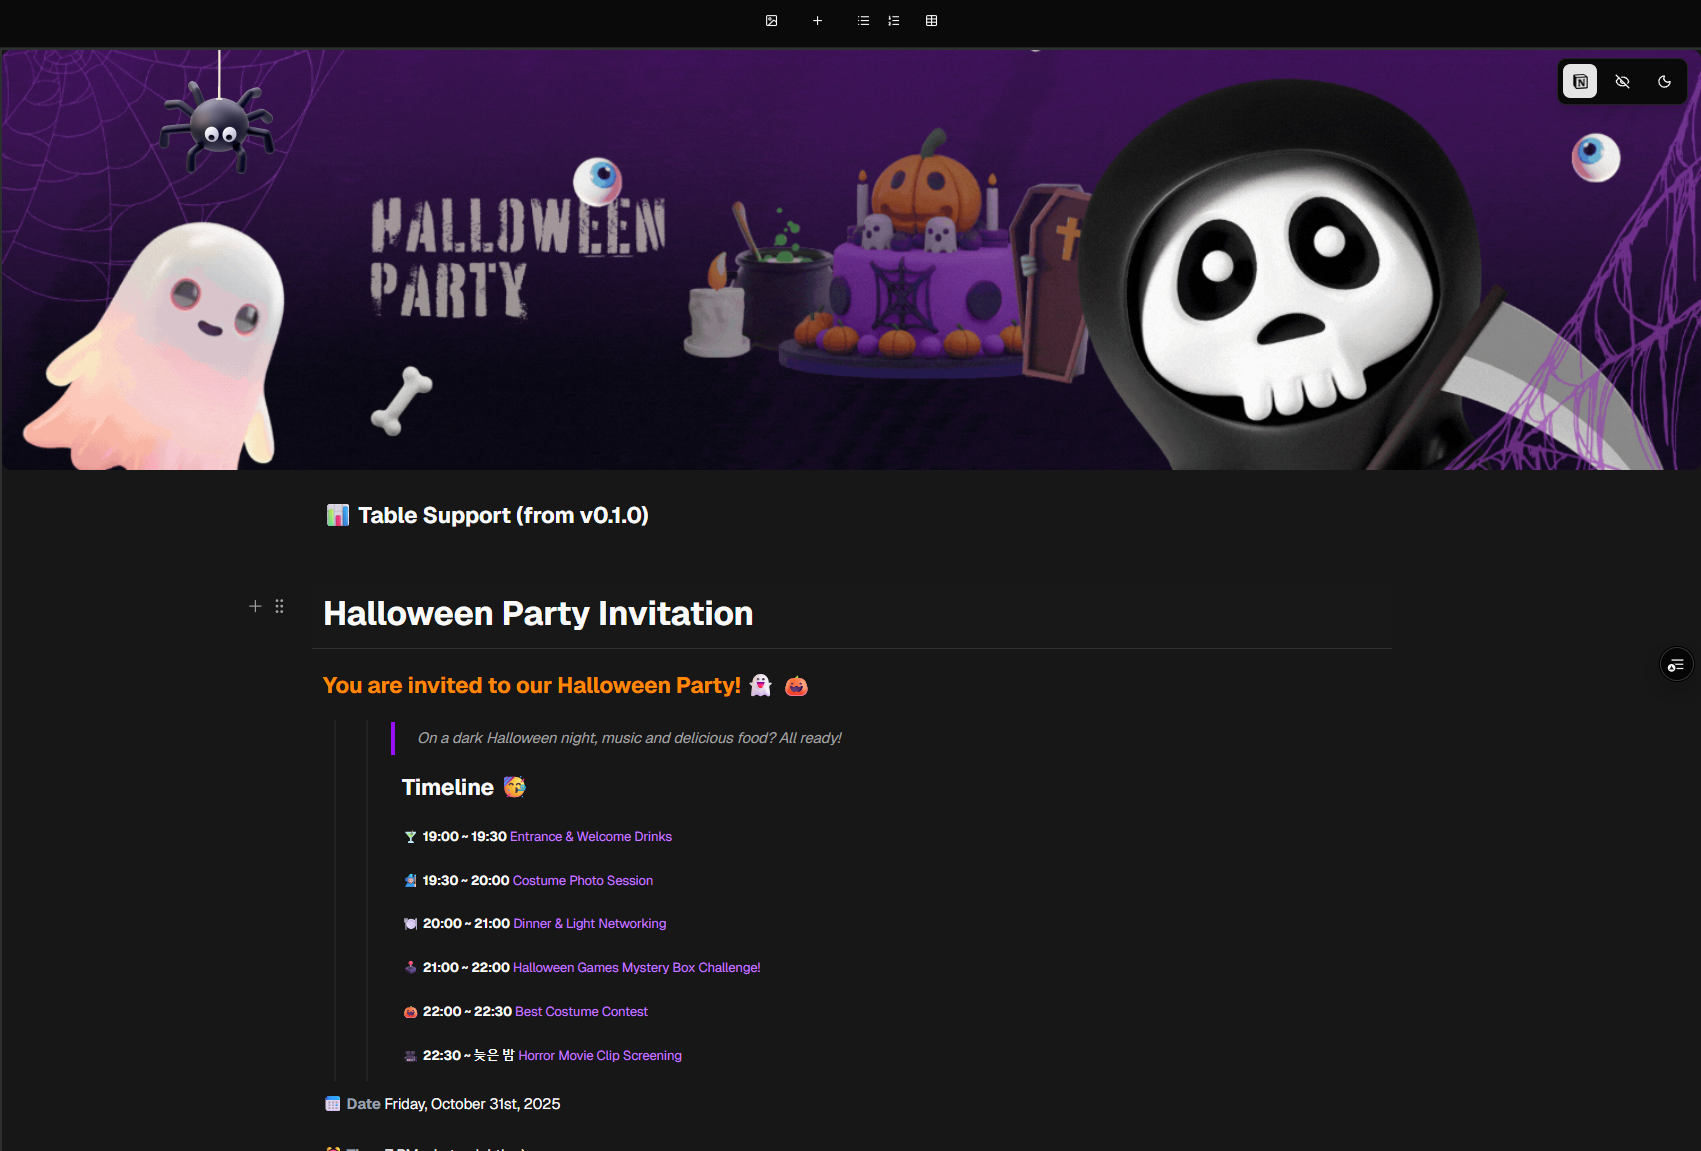 HALLOWEEN
PARTY
📊 Table Support (from v0.1.0)
Halloween Party Invitation
You are invited to our Halloween Party! 👻 🎃
On a dark Halloween night, music and delicious food? All ready!
Timeline 🥳
🍸 19:00 ~ 19:30 Entrance & Welcome Drinks
19:30 ~ 20:00 Costume Photo Session
🍽️ 20:00 ~ 21:00 Dinner & Light Networking
🕹️ 21:00 ~ 22:00 Halloween Games Mystery Box Challenge!
🎃 22:00 ~ 22:30 Best Costume Contest
22:30 ~ 늦은 밤 Horror Movie Clip Screening
Date Friday, October 31st, 2025